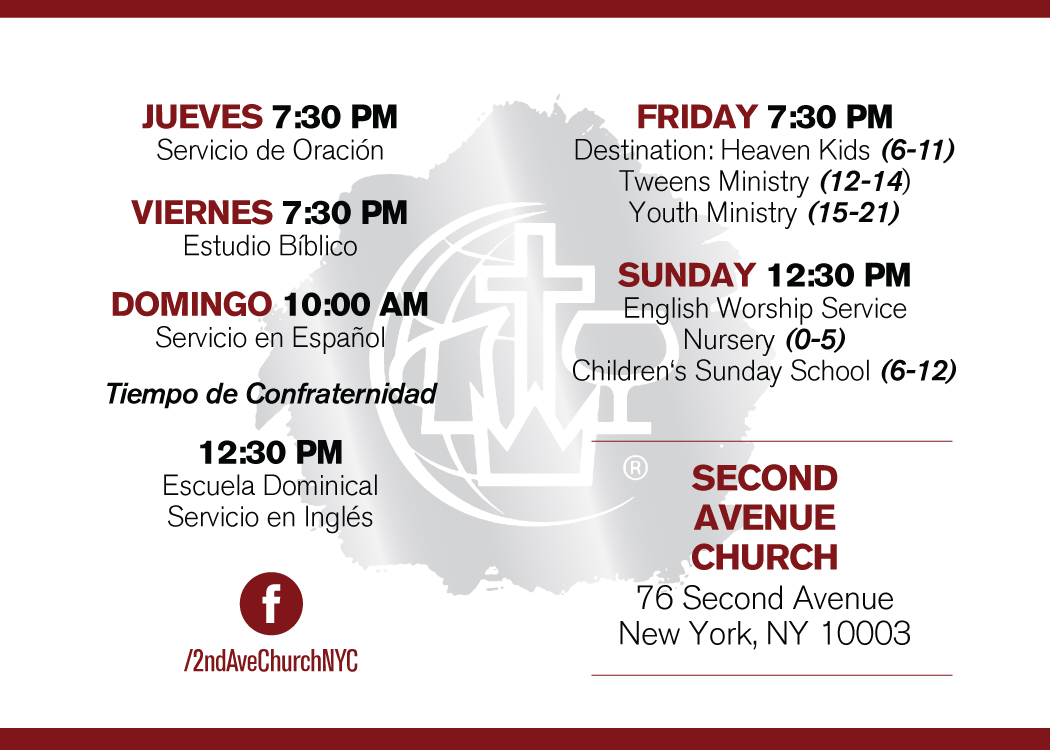 JUEVES 7:30 PM
Servicio de Oración
VIERNES 7:30 PM
Estudio Bíblico
DOMINGO 10:00 AM
Servicio en Español
Tiempo de Confraternidad
12:30 PM
Escuela Dominical
Servicio en Inglés
f
/2ndAveChurchNYC
FRIDAY 7:30 PM
Destination: Heaven Kids (6-11)
Tweens Ministry (12-14)
Youth Ministry (15-21)
SUNDAY 12:30 PM
English Worship Service
Nursery (0-5)
Children‘s Sunday School (6-12)
®
SECOND
AVENUE
CHURCH
76 Second Avenue
New York, NY 10003